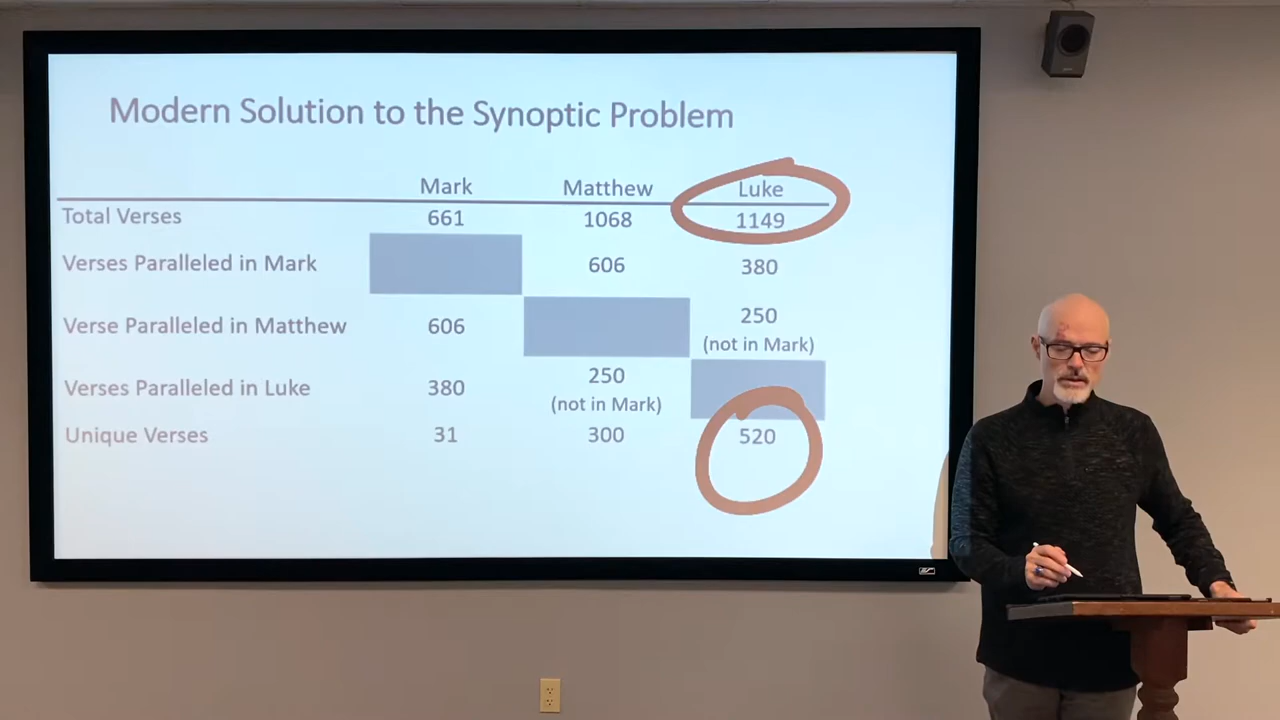 Modern Solution to the Synoptic Problem
Mark Matthew Luke
Total Verses 661 1068 1149
Verses Paralleled in Mark 606 380
Verse Paralleled in Matthew 606 250
(not in Mark)
Verses Paralleled in Luke 380 250
(not in Mark)
Unique Verses 31 300 520